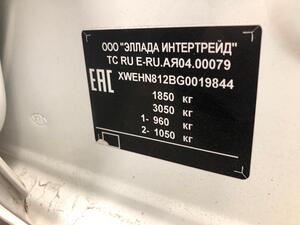 ООО "ЭЛЛАДА ИНТЕРТРЕЙД"
ТС RU E-RU.АЯ04.00079
EAC XWEHN812BG0019844
1850 кг
3050 кг
1- 960 кг
2- 1050 кг